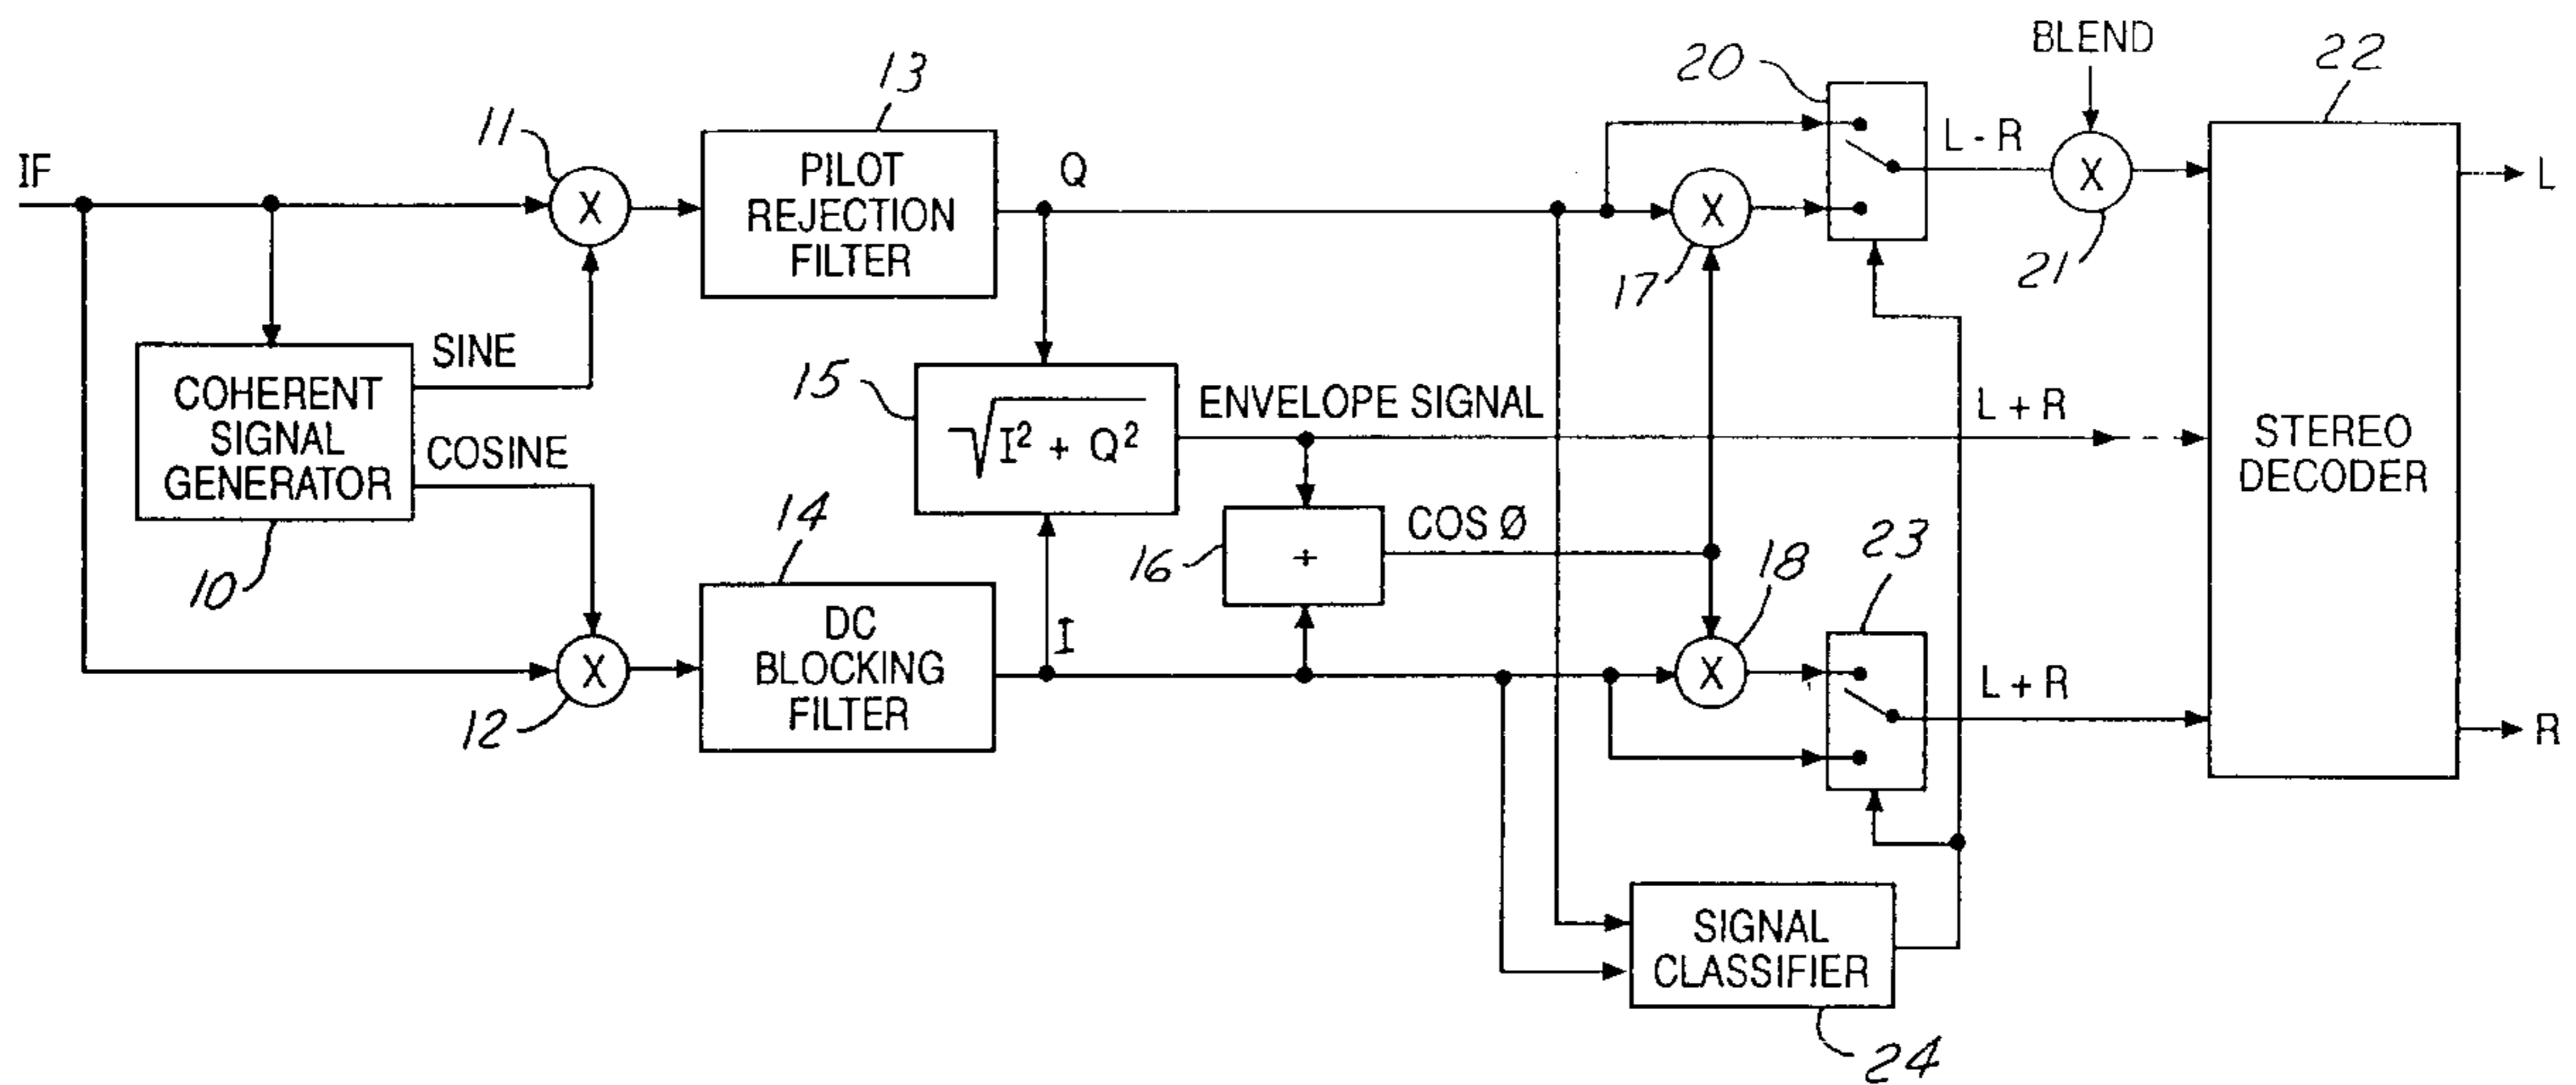 IF
11
X
13
PILOT
REJECTION
FILTER
Q
20
L - R
BLEND
X
21
22
STEREO
DECODER
L
R
17
X
COHERENT
SIGNAL
GENERATOR
10
SINE
COSINE
15
√I² + Q²
ENVELOPE SIGNAL
L + R
16
+
COS Ø
12
X
14
DC
BLOCKING
FILTER
I
18
X
23
L + R
SIGNAL
CLASSIFIER
24